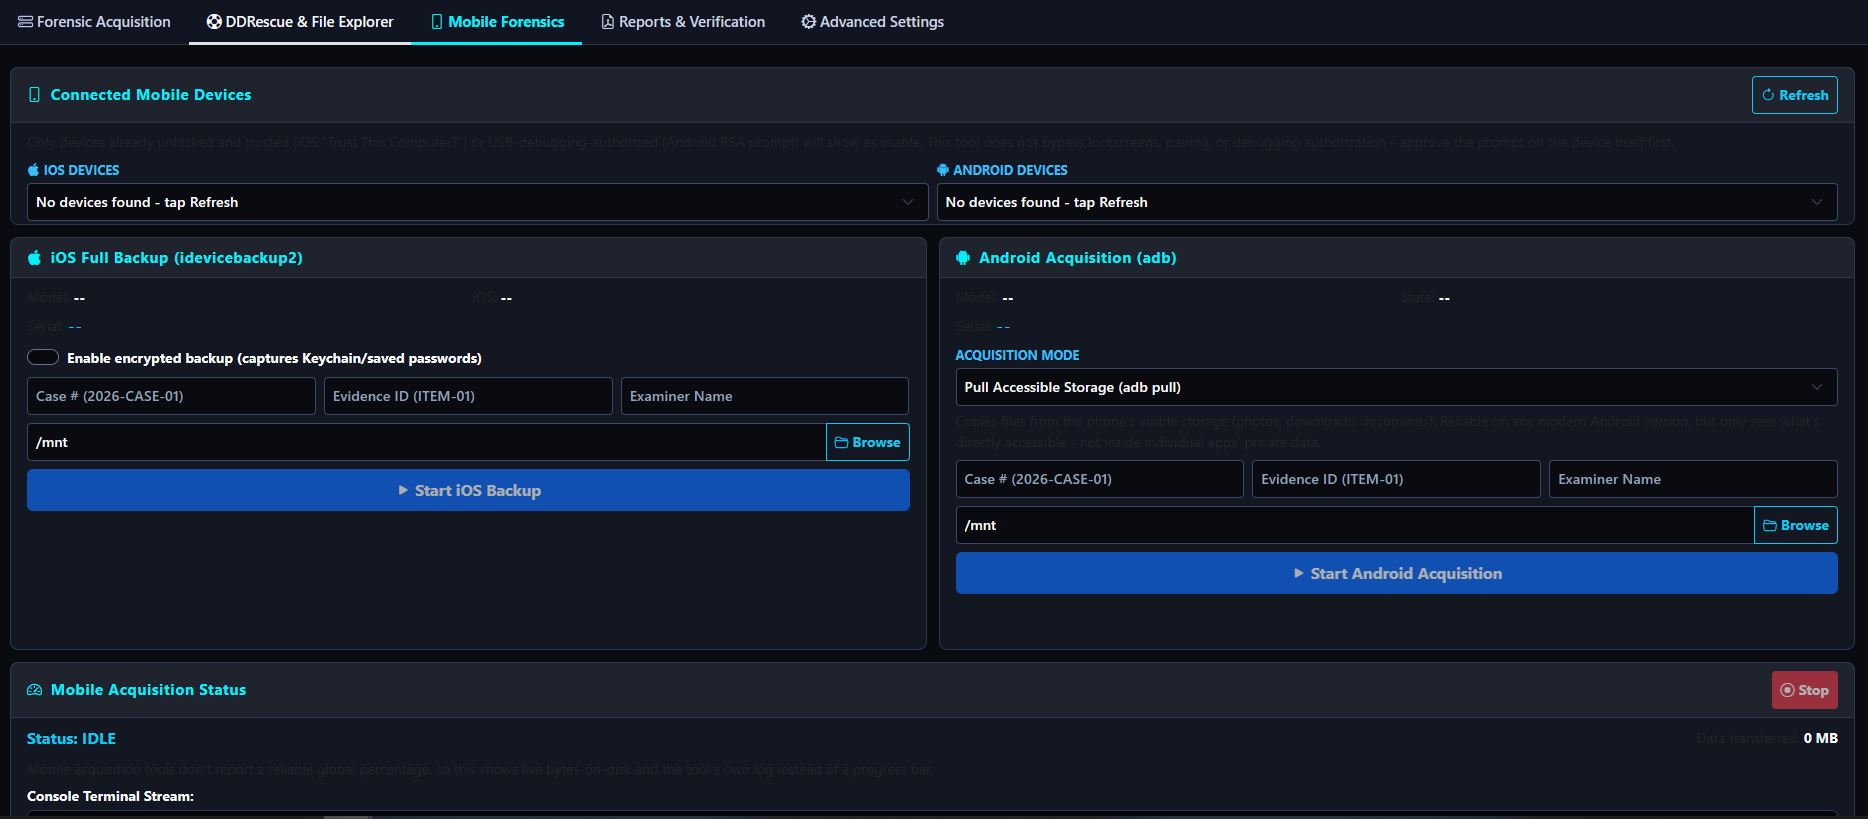 Forensic Acquisition
DDRescue & File Explorer
Mobile Forensics
Reports & Verification
Advanced Settings
Connected Mobile Devices
Refresh
Only devices already unlocked and trusted (iOS "Trust This Computer?") or USB-debugging-authorized (Android RSA prompt) will show as usable. This tool does not bypass lockscreens, pairing, or debugging authorization - approve the prompt on the device itself first.
IOS DEVICES
ANDROID DEVICES
No devices found - tap Refresh
No devices found - tap Refresh
iOS Full Backup (idevicebackup2)
Model: --
iOS: --
Serial: --
Enable encrypted backup (captures Keychain/saved passwords)
Case # (2026-CASE-01)
Evidence ID (ITEM-01)
Examiner Name
/mnt
Browse
Start iOS Backup
Android Acquisition (adb)
Model: --
State: --
Serial: --
ACQUISITION MODE
Pull Accessible Storage (adb pull)
Copies files from the phone's visible storage (photos, downloads, documents). Reliable on any modern Android version, but only sees what's
directly accessible - not inside individual apps' private data.
Case # (2026-CASE-01)
Evidence ID (ITEM-01)
Examiner Name
/mnt
Browse
Start Android Acquisition
Mobile Acquisition Status
Stop
Status: IDLE
Data transferred: 0 MB
Mobile acquisition tools don't report a reliable global percentage, so this shows live bytes-on-disk and the tool's own log instead of a progress bar.
Console Terminal Stream: